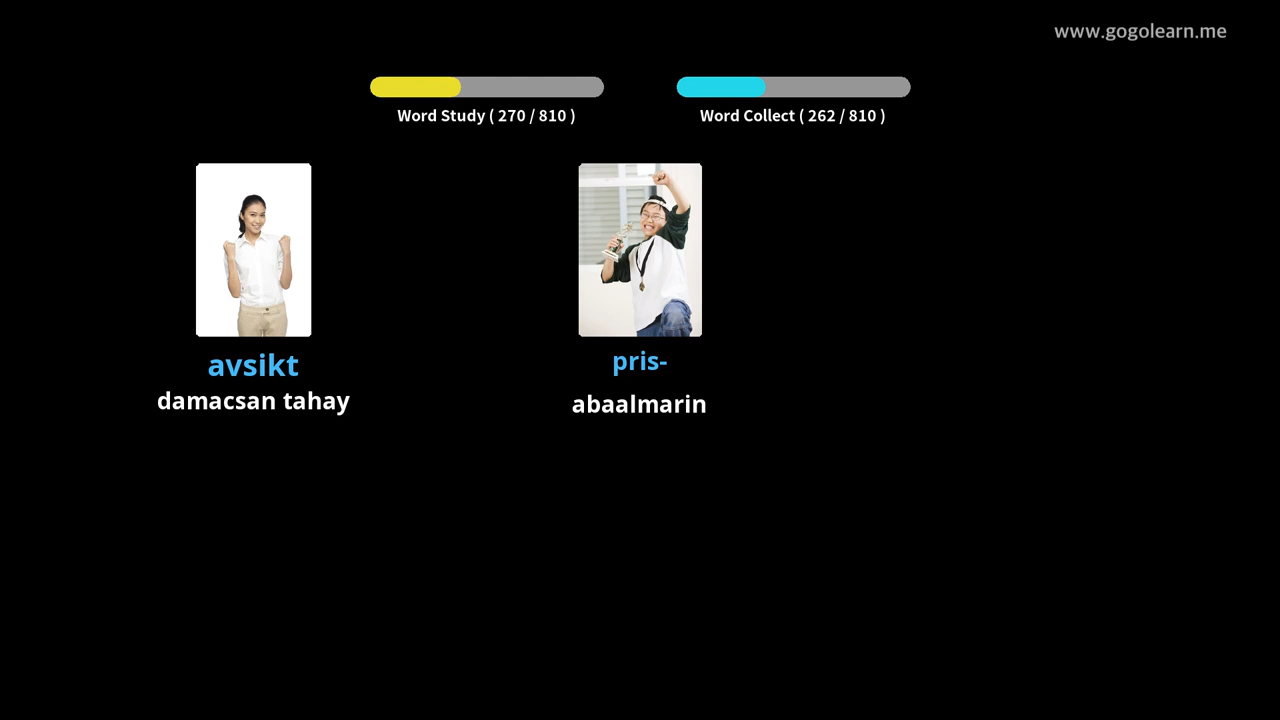 www.gogolearn.me
Word Study ( 270 / 810 )
Word Collect ( 262 / 810 )
avsikt
damacsan tahay
pris-
abaalmarin